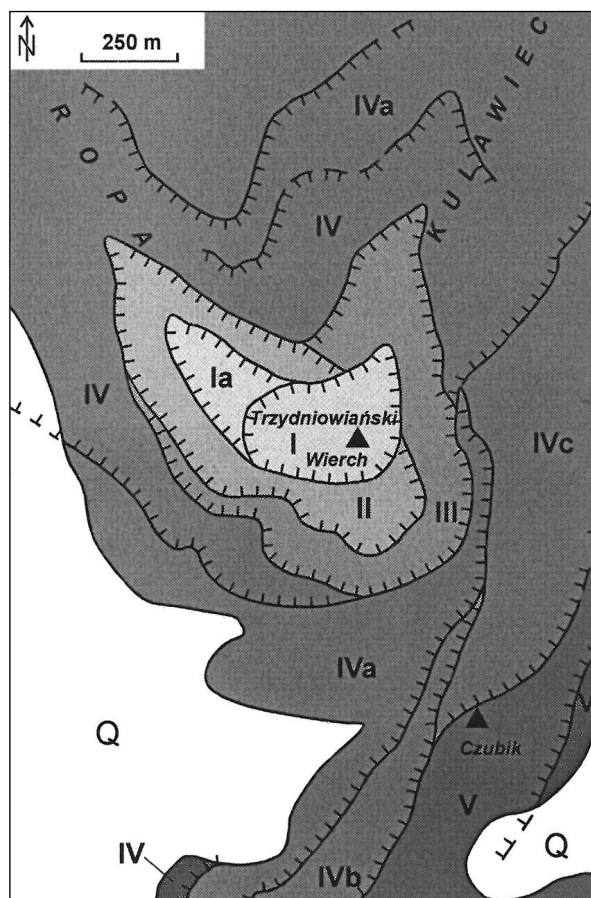 N
250 m
IVa
ROPA
KULAWIEC
IV
Ia
IV
Trzydniowiański
I
Wierch
IVc
II
III
IVa
Q
Czubik
V
V
IV
IVb
Q